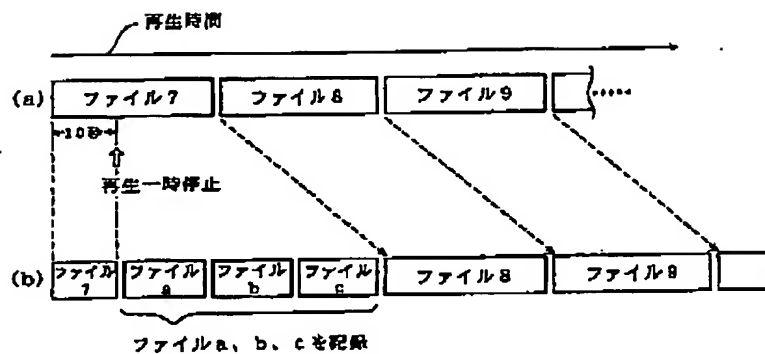 再生時間
(a) ファイル7 ファイル8 ファイル9 .....
10秒
再生一時停止
(b) ファイル7 ファイルa ファイルb ファイルc ファイル8 ファイル9
ファイルa、b、cを記録